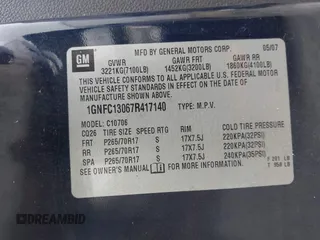 GM
MFD BY GENERAL MOTORS CORP 05/07
GVWR GAWR FRT GAWR RR
3221KG(7100LB) 1452KG(3200LB) 1860KG(4100LB)
THIS VEHICLE CONFORMS TO ALL APPLICABLE U.S. FEDERAL
MOTOR VEHICLE SAFETY STANDARDS IN EFFECT ON THE
DATE OF MANUFACTURE SHOWN ABOVE.
1GNFC13067R417140 TYPE: M.P.V.
MODEL: C10706
CO26 TIRE SIZE SPEED RTG RIM COLD TIRE PRESSURE
FRT P265/70R17 S 17X7.5J 220KPA(32PSI)
RR P265/70R17 S 17X7.5J 220KPA(32PSI)
SPA P265/70R17 S 17X7.5J 240KPA(35PSI)
SEE OWNERS MANUAL FOR ADDITIONAL INFORMATION
DREAMBID